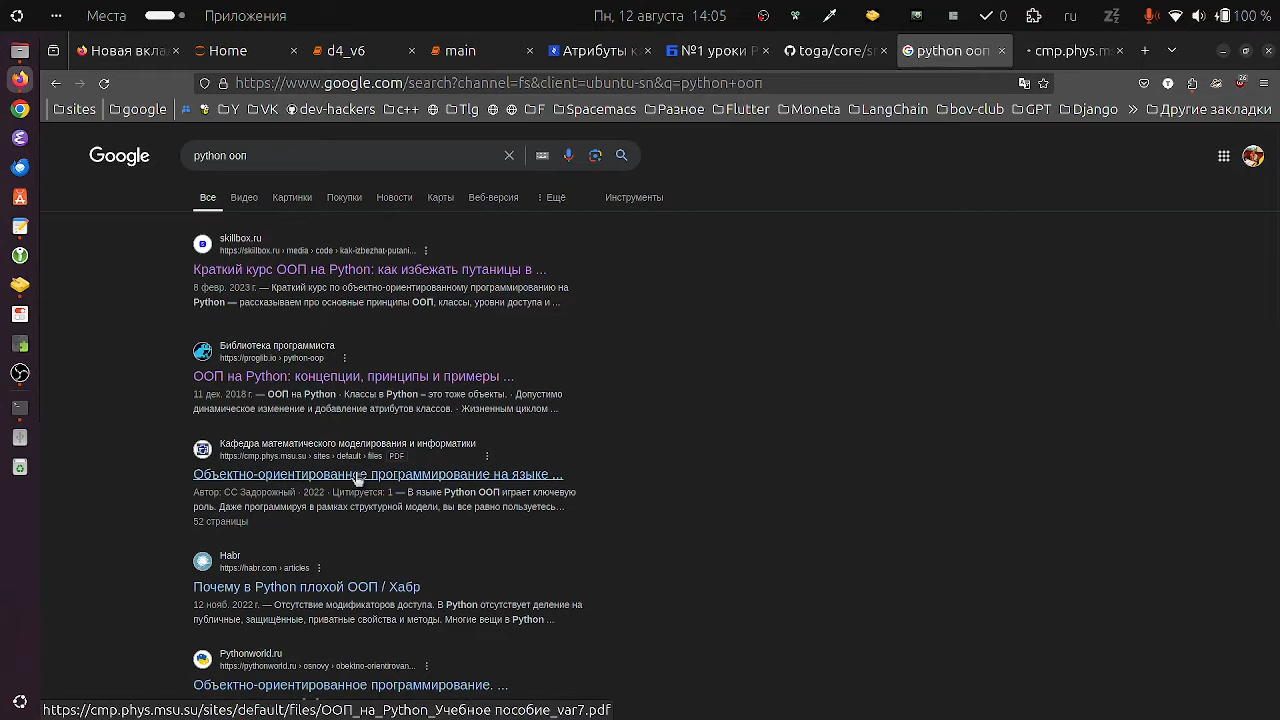 Места
Приложения
Пн, 12 августа 14:05
0
ru
100 %
Новая вкла
Home
d4_v6
main
Атрибуты к
№1 уроки P
toga/core/sr
python ооп
cmp.phys.ms
https://www.google.com/search?channel=fs&client=ubuntu-sn&q=python+ооп
26
sites
google
Y
VK
dev-hackers
c++
Tlg
F
Spacemacs
Разное
Flutter
Moneta
LangChain
bov-club
GPT
Django
Другие закладки
Google
python ооп
Все
Видео
Картинки
Покупки
Новости
Карты
Веб-версия
Ещё
Инструменты
skillbox.ru
https://skillbox.ru › media › code › kak-izbezhat-putani...
Краткий курс ООП на Python: как избежать путаницы в ...
8 февр. 2023 г. — Краткий курс по объектно-ориентированному программированию на
Python — рассказываем про основные принципы ООП, классы, уровни доступа и ...
Библиотека программиста
https://proglib.io › python-oop
ООП на Python: концепции, принципы и примеры ...
11 дек. 2018 г. — ООП на Python · Классы в Python – это тоже объекты. · Допустимо
динамическое изменение и добавление атрибутов классов. · Жизненным циклом ...
Кафедра математического моделирования и информатики
https://cmp.phys.msu.su › sites › default › files
PDF
Объектно-ориентированное программирование на языке ...
Автор: СС Задорожный · 2022 · Цитируется: 1 — В языке Python ООП играет ключевую
роль. Даже программируя в рамках структурной модели, вы все равно пользуетесь...
52 страницы
Habr
https://habr.com › articles
Почему в Python плохой ООП / Хабр
12 нояб. 2022 г. — Отсутствие модификаторов доступа. В Python отсутствует деление на
публичные, защищённые, приватные свойства и методы. Многие вещи в Python ...
Pythonworld.ru
https://pythonworld.ru › osnovy › obektno-orientirovan...
Объектно-ориентированное программирование. ...
https://cmp.phys.msu.su/sites/default/files/ООП_на_Python_Учебное пособие_var7.pdf